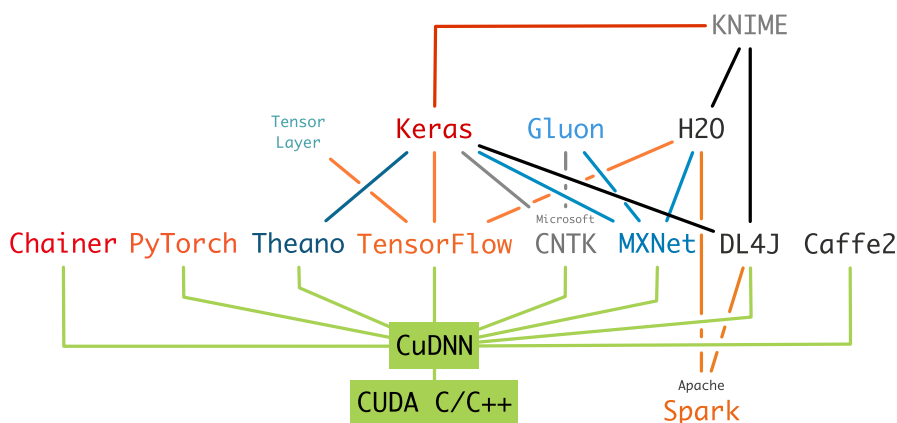 KNIME
Tensor
Layer
Keras
Gluon
H2O
Chainer
PyTorch
Theano
TensorFlow
Microsoft
CNTK
MXNet
DL4J
Caffe2
CuDNN
CUDA C/C++
Apache
Spark